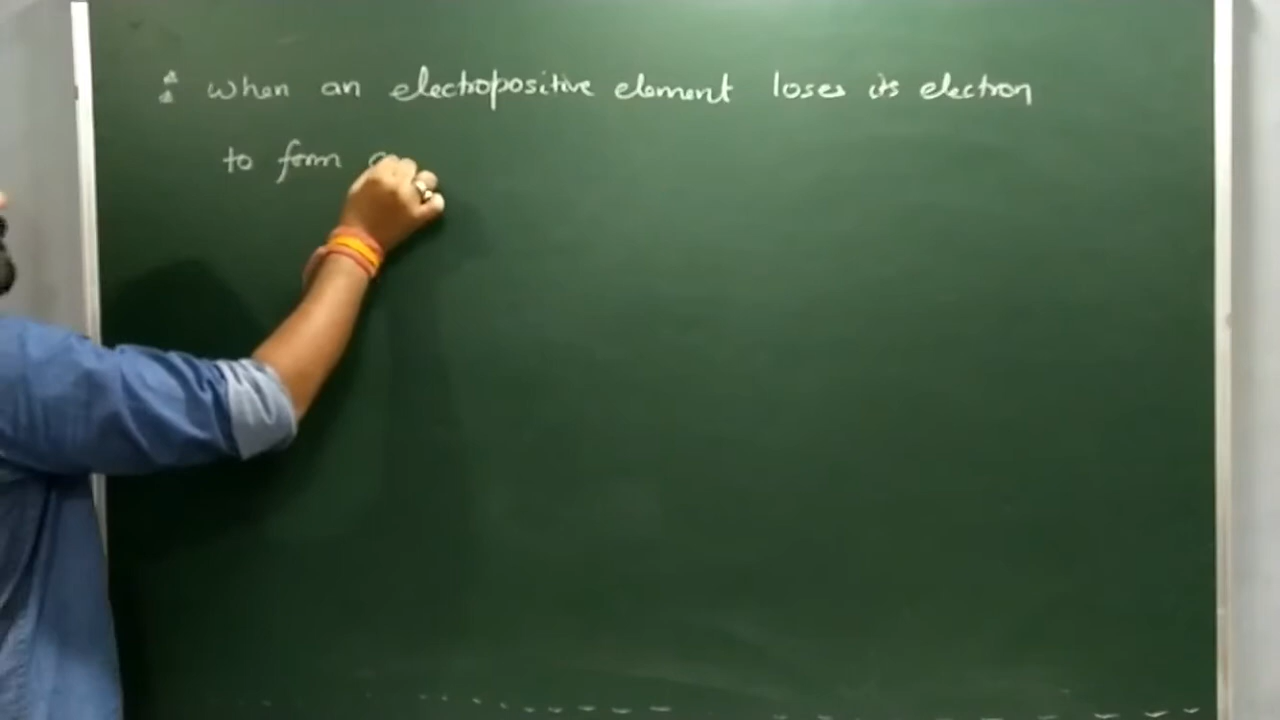 when an electropositive element loses its electron
to form